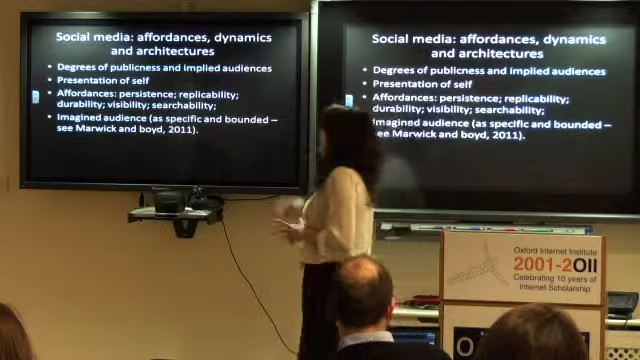 Social media: affordances, dynamics
and architectures
• Degrees of publicness and implied audiences
• Presentation of self
• Affordances: persistence; replicability;
durability; visibility; searchability;
• Imagined audience (as specific and bounded –
see Marwick and boyd, 2011).
Social media: affordances, dynamics
and architectures
• Degrees of publicness and implied audiences
• Presentation of self
• Affordances: persistence; replicability;
durability; visibility; searchability;
Imagined audience (as specific and bounded –
see Marwick and boyd, 2011).
Oxford Internet Institute
2001-2OII
Celebrating 10 years of
Internet Scholarship